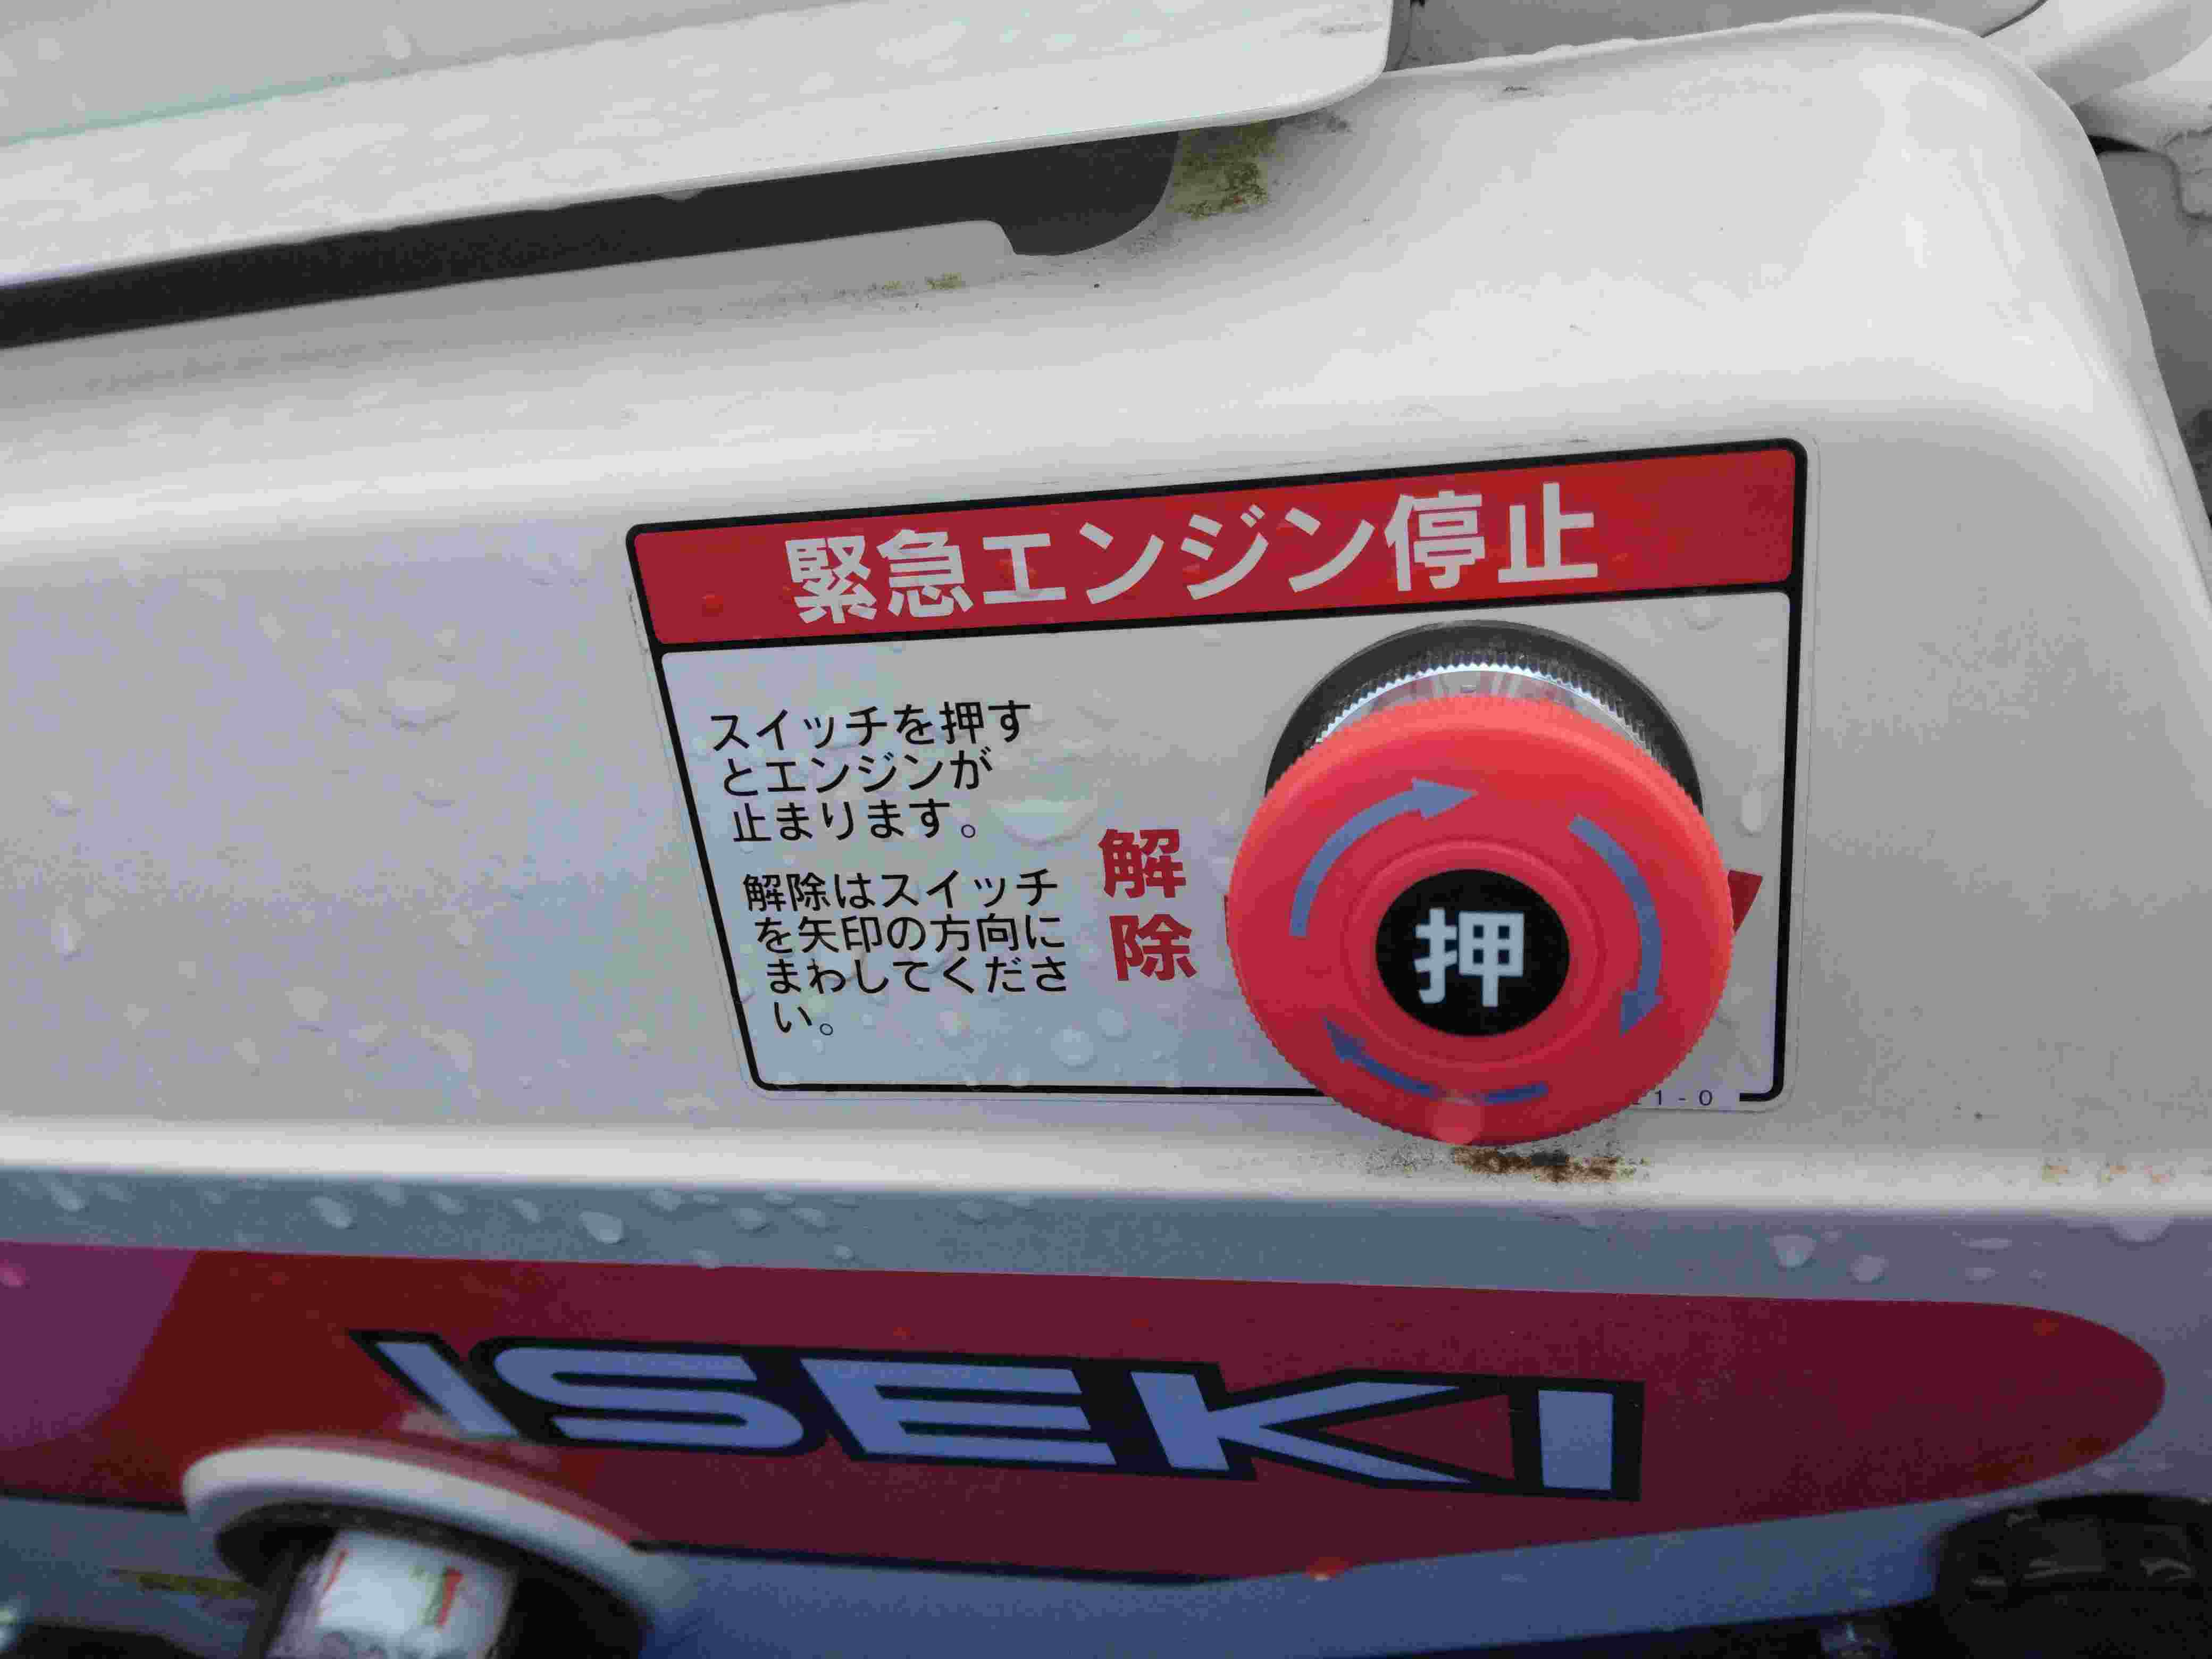 緊急エンジン停止
スイッチを押す
とエンジンが
止まります。
解除はスイッチ
を矢印の方向に
まわしてくださ
い。
解
除
押
1-0
ISEKI